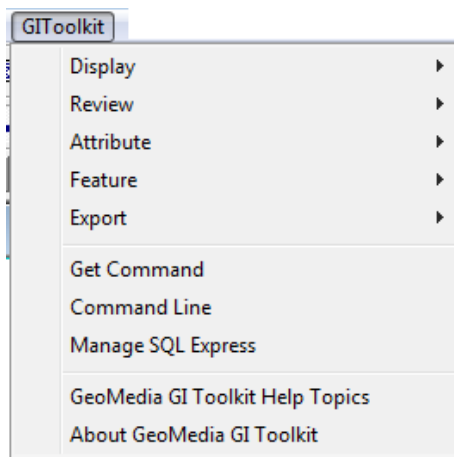 GIToolkit
Display
Review
Attribute
Feature
Export
Get Command
Command Line
Manage SQL Express
GeoMedia GI Toolkit Help Topics
About GeoMedia GI Toolkit